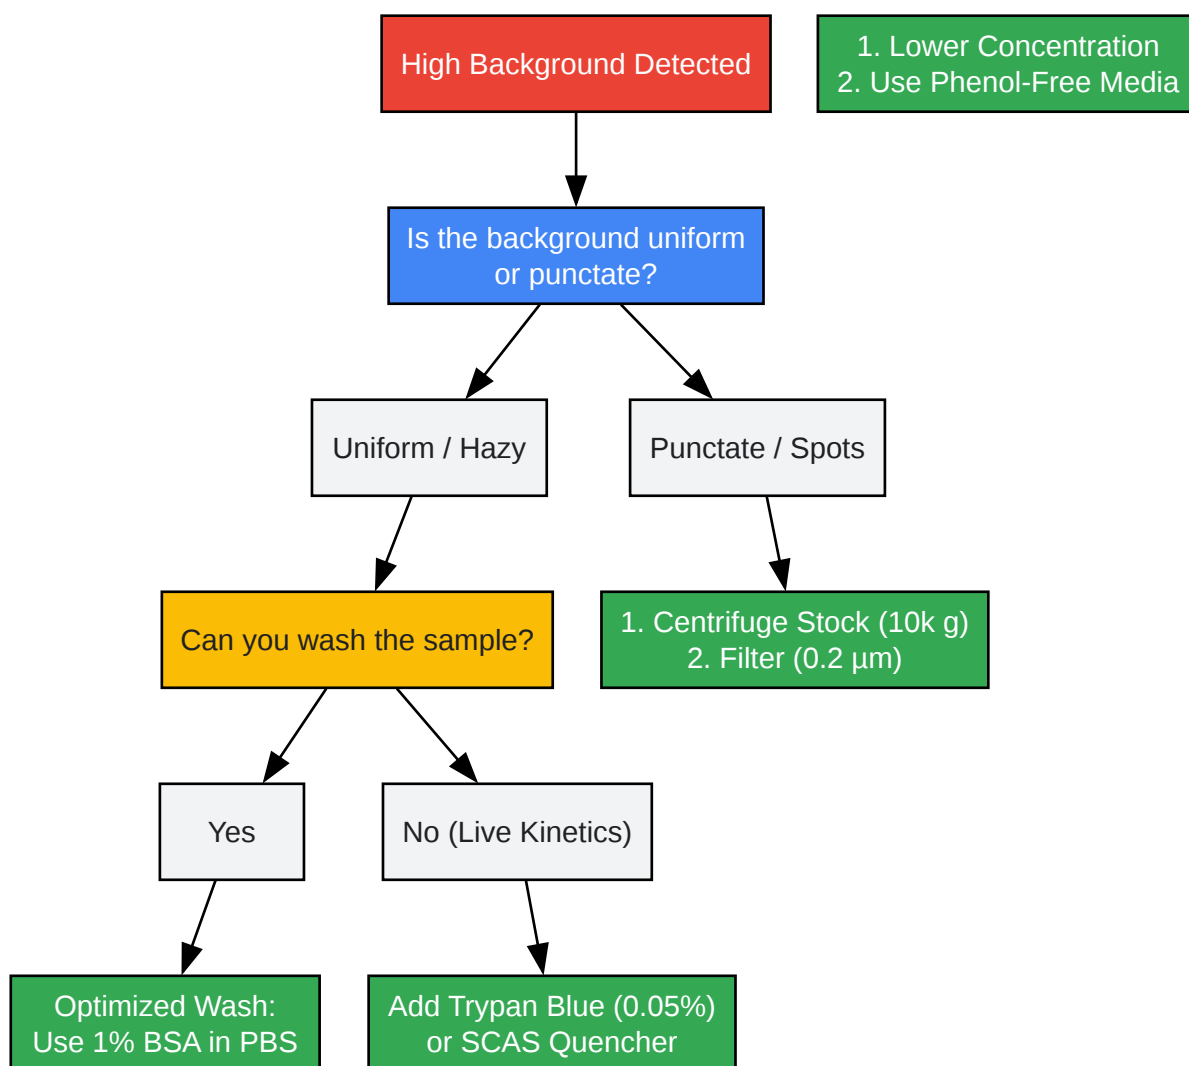 High Background Detected
1. Lower Concentration
2. Use Phenol-Free Media
Is the background uniform
or punctate?
Uniform / Hazy
Punctate / Spots
Can you wash the sample?
1. Centrifuge Stock (10k g)
2. Filter (0.2 µm)
Yes
No (Live Kinetics)
Optimized Wash:
Use 1% BSA in PBS
Add Trypan Blue (0.05%)
or SCAS Quencher